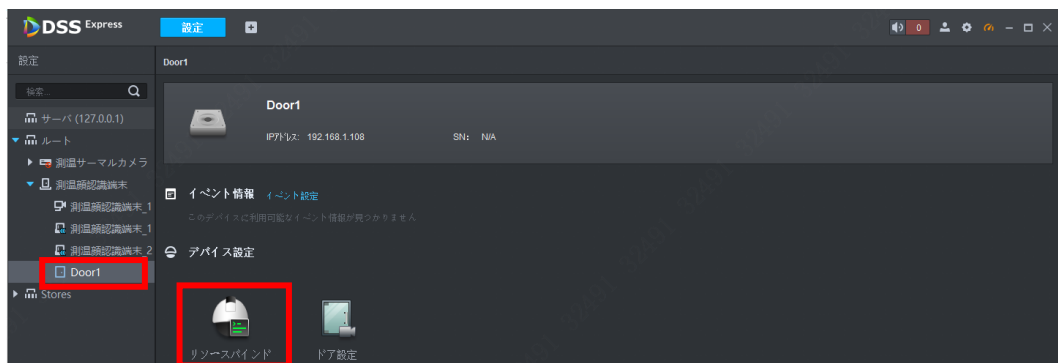 DSS Express 設定 0
設定
Door1
検索...
サーバ (127.0.0.1)
ルート
測温サーマルカメラ
測温顔認識端末
測温顔認識端末_1
測温顔認識端末_1
測温顔認識端末_2
Door1
Stores
Door1
IPｱﾄﾞﾚｽ: 192.168.1.108 SN: N/A
イベント情報 イベント設定
このデバイスに利用可能なイベント情報が見つかりません
デバイス設定
リソースバインド ドア設定